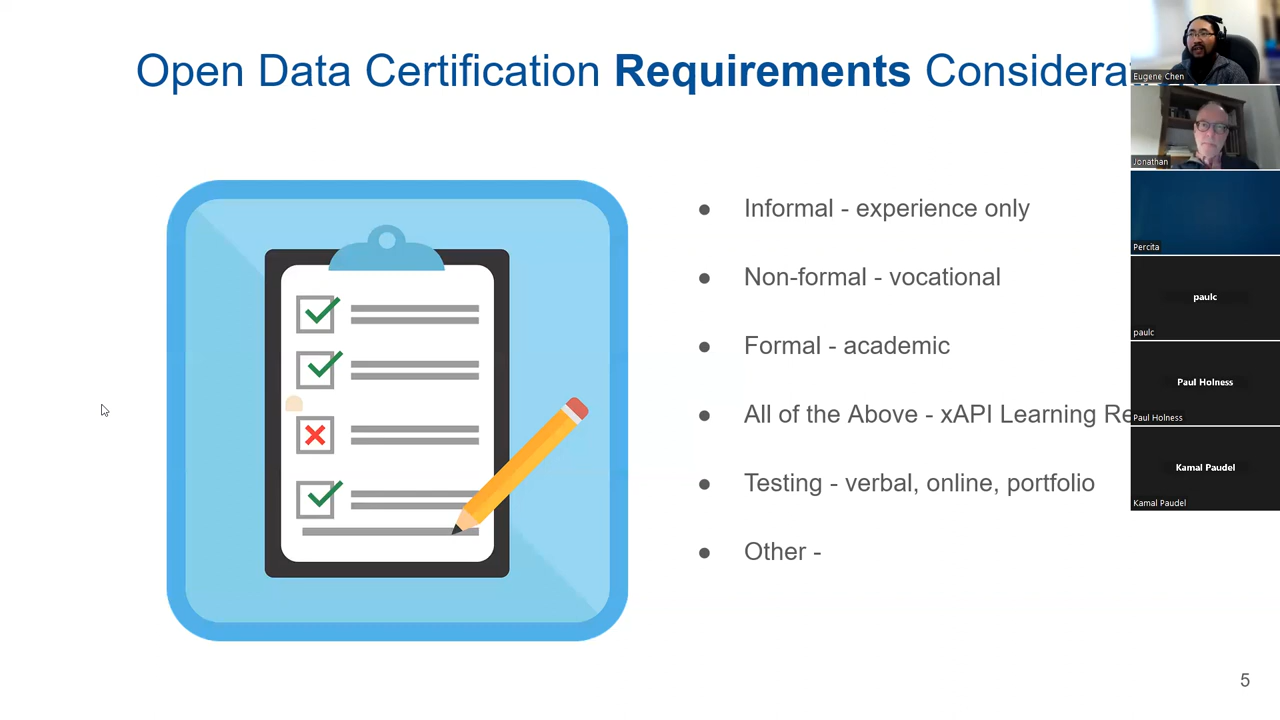 Open Data Certification Requirements
Eugene Chen
Jonathan
Informal - experience only
Non-formal - vocational
Percita
paulc
paulc
Formal - academic
Paul Holness
Paul Holness
All of the Above - xAPI Learning
Kamal Paudel
Kamal Paudel
Testing - verbal, online, portfolio
Other -
5